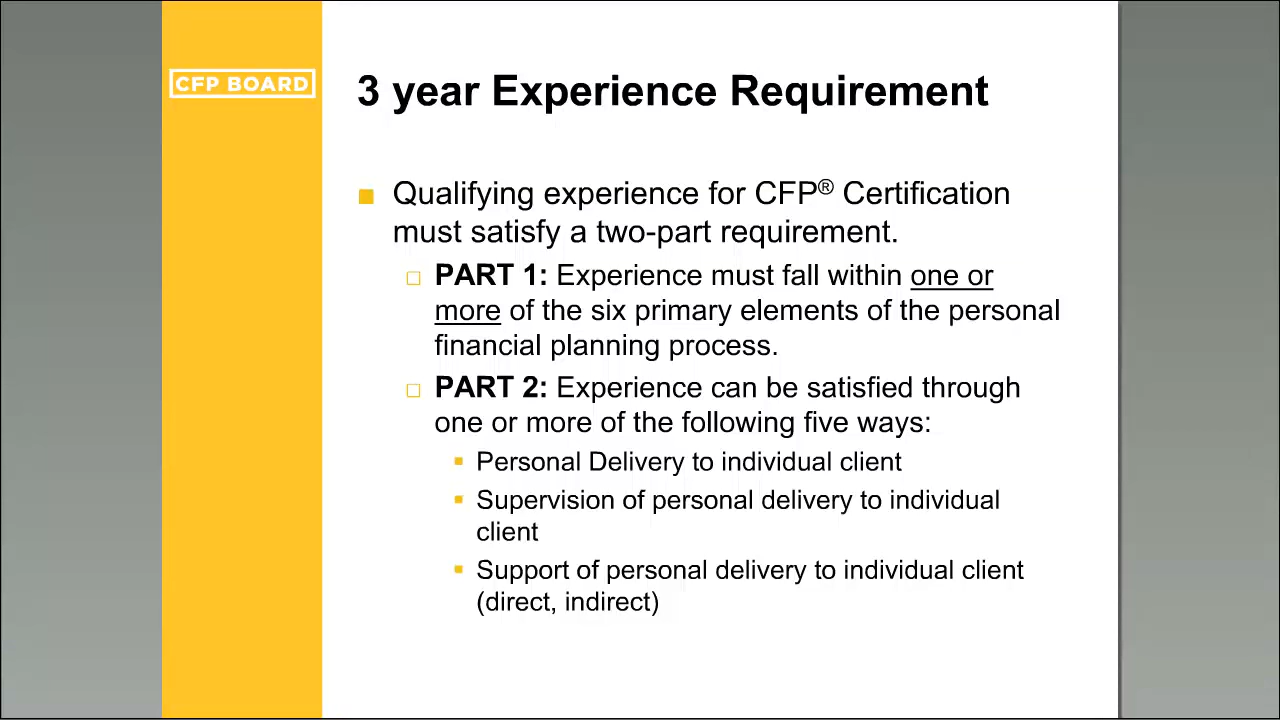 CFP BOARD
3 year Experience Requirement
Qualifying experience for CFP® Certification
must satisfy a two-part requirement.
PART 1: Experience must fall within one or
more of the six primary elements of the personal
financial planning process.
PART 2: Experience can be satisfied through
one or more of the following five ways:
Personal Delivery to individual client
Supervision of personal delivery to individual
client
Support of personal delivery to individual client
(direct, indirect)